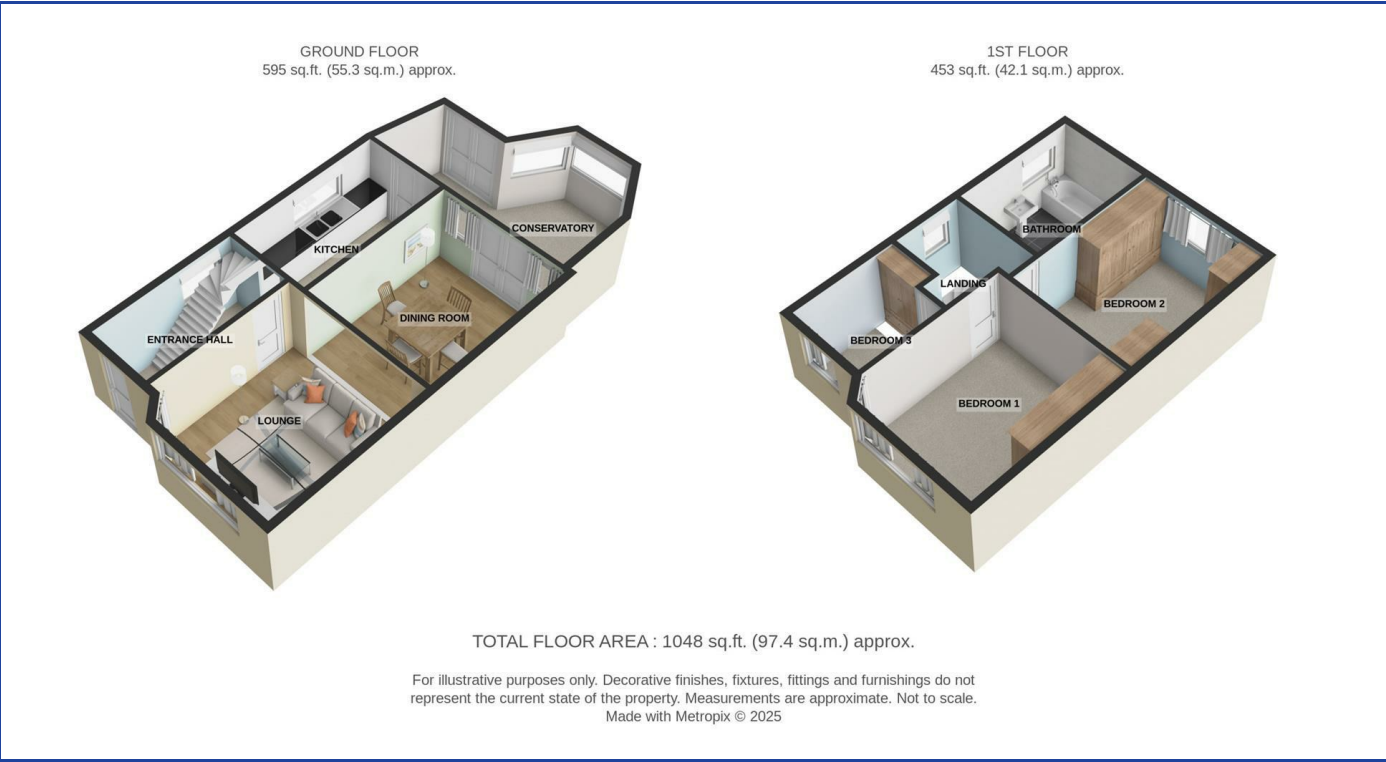 GROUND FLOOR
595 sq.ft. (55.3 sq.m.) approx.
1ST FLOOR
453 sq.ft. (42.1 sq.m.) approx.
CONSERVATORY
KITCHEN
DINING ROOM
ENTRANCE HALL
LOUNGE
BATHROOM
LANDING
BEDROOM 2
BEDROOM 3
BEDROOM 1
TOTAL FLOOR AREA : 1048 sq.ft. (97.4 sq.m.) approx.
For illustrative purposes only. Decorative finishes, fixtures, fittings and furnishings do not
represent the current state of the property. Measurements are approximate. Not to scale.
Made with Metropix © 2025